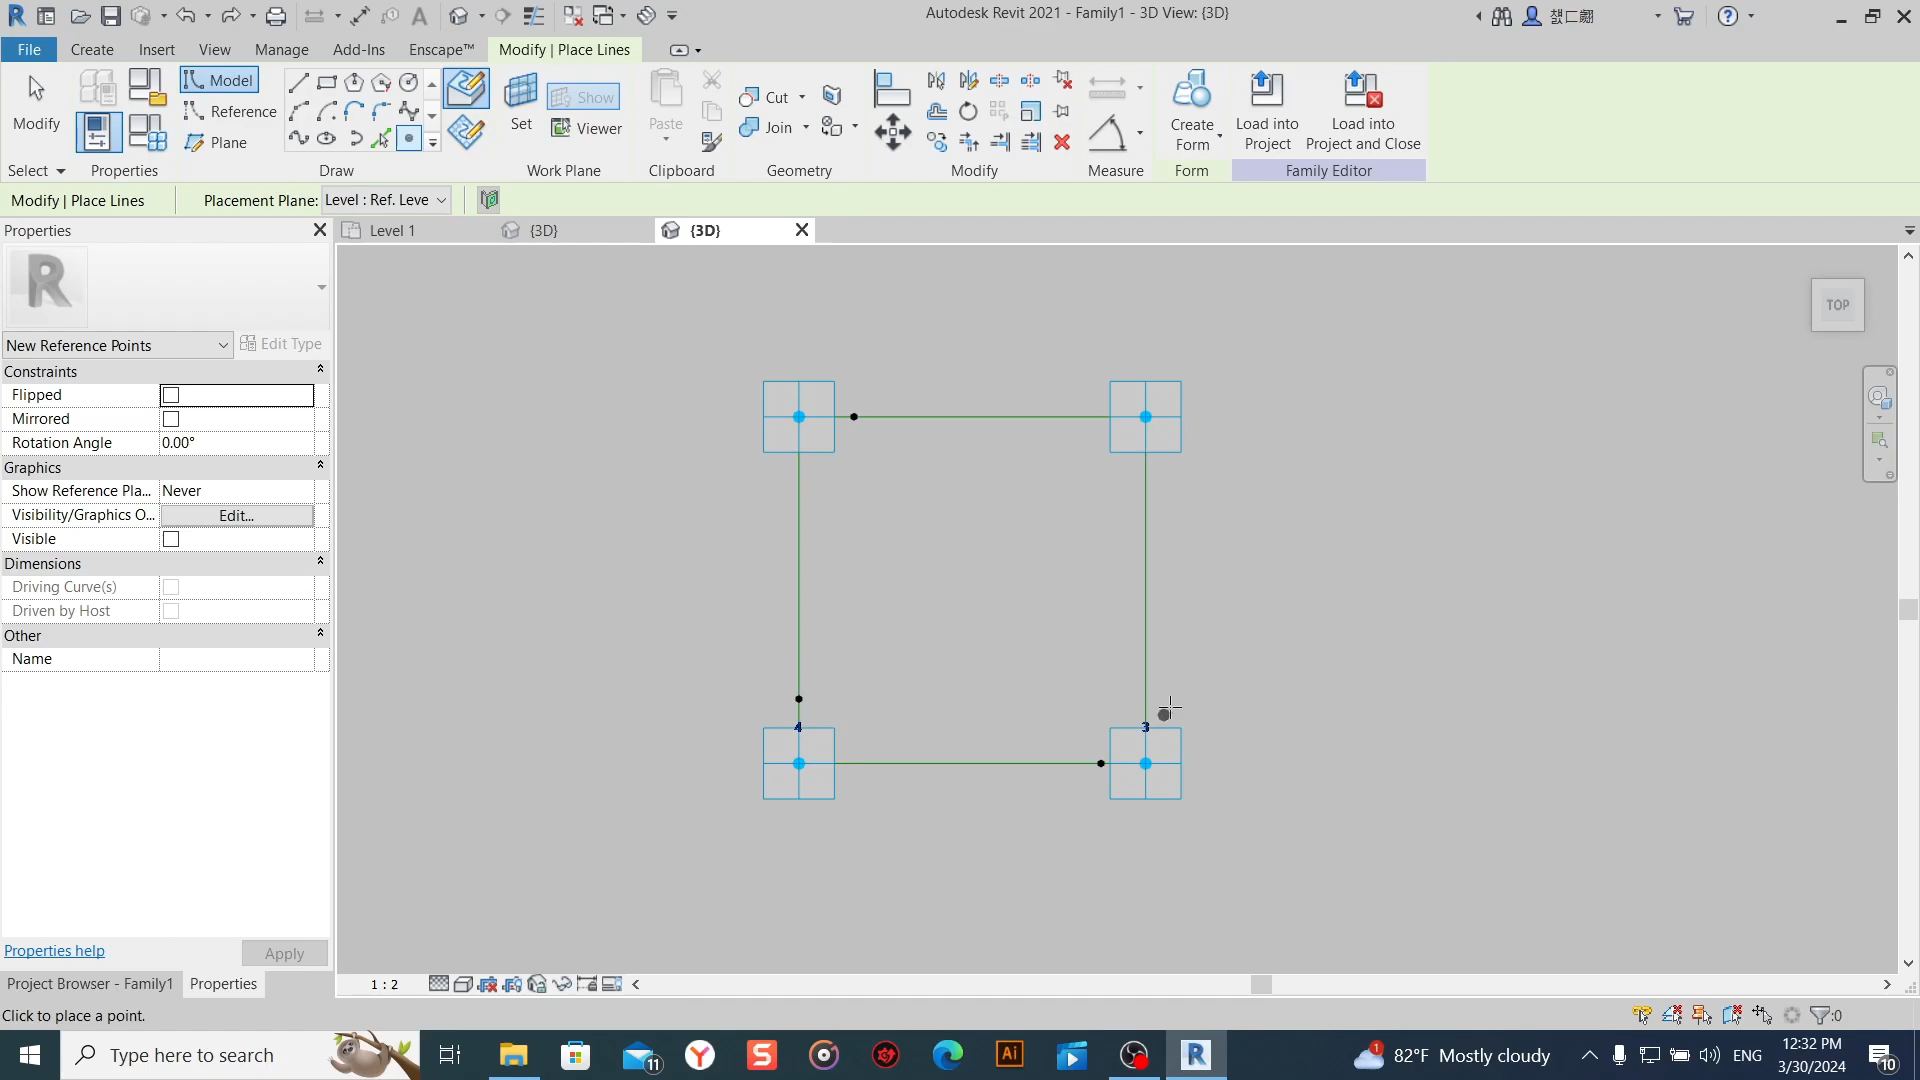 Autodesk Revit 2021 - Family1 - 3D View: {3D}
File Create Insert View Manage Add-Ins Enscape™ Modify | Place Lines
Modify
Model
Reference
Plane
Set
Show
Viewer
Paste
Cut
Join
Create Form
Load into Project
Load into Project and Close
Select Properties Draw Work Plane Clipboard Geometry Modify Measure Form Family Editor
Modify | Place Lines Placement Plane: Level : Ref. Leve
Properties
Level 1 {3D} {3D}
R
TOP
New Reference Points Edit Type
Constraints
Flipped
Mirrored
Rotation Angle 0.00°
Graphics
Show Reference Pla... Never
Visibility/Graphics O... Edit...
Visible
Dimensions
Driving Curve(s)
Driven by Host
Other
Name
4 3
Properties help Apply
Project Browser - Family1 Properties
1 : 2
Click to place a point.
:0
Type here to search
11
Ai
R
1
82°F Mostly cloudy
ENG
12:32 PM
3/30/2024
10